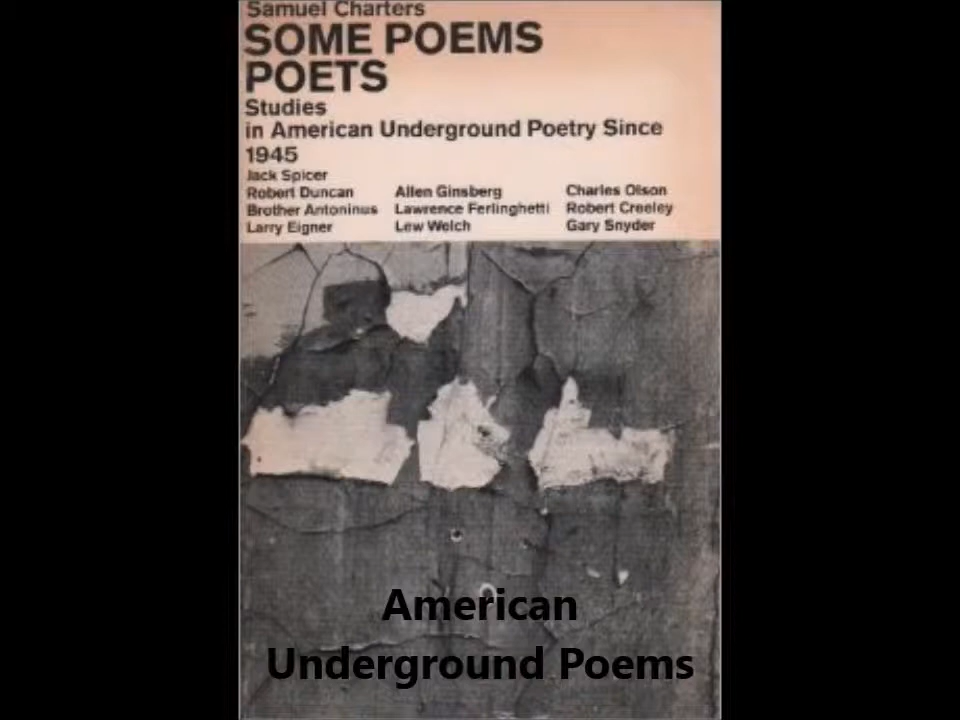 Samuel Charters
SOME POEMS
POETS
Studies
in American Underground Poetry Since
1945
Jack Spicer
Robert Duncan Allen Ginsberg Charles Olson
Brother Antoninus Lawrence Ferlinghetti Robert Creeley
Larry Eigner Lew Welch Gary Snyder
American
Underground Poems